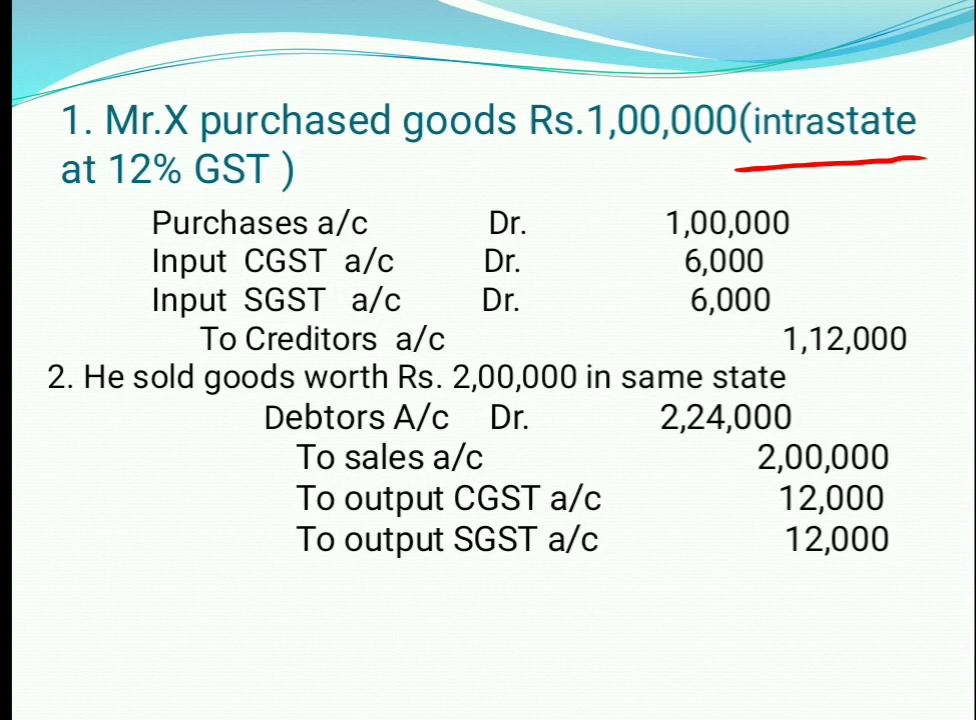 1. Mr.X purchased goods Rs.1,00,000(intrastate
at 12% GST )
Purchases a/c Dr. 1,00,000
Input CGST a/c Dr. 6,000
Input SGST a/c Dr. 6,000
To Creditors a/c 1,12,000
2. He sold goods worth Rs. 2,00,000 in same state
Debtors A/c Dr. 2,24,000
To sales a/c 2,00,000
To output CGST a/c 12,000
To output SGST a/c 12,000